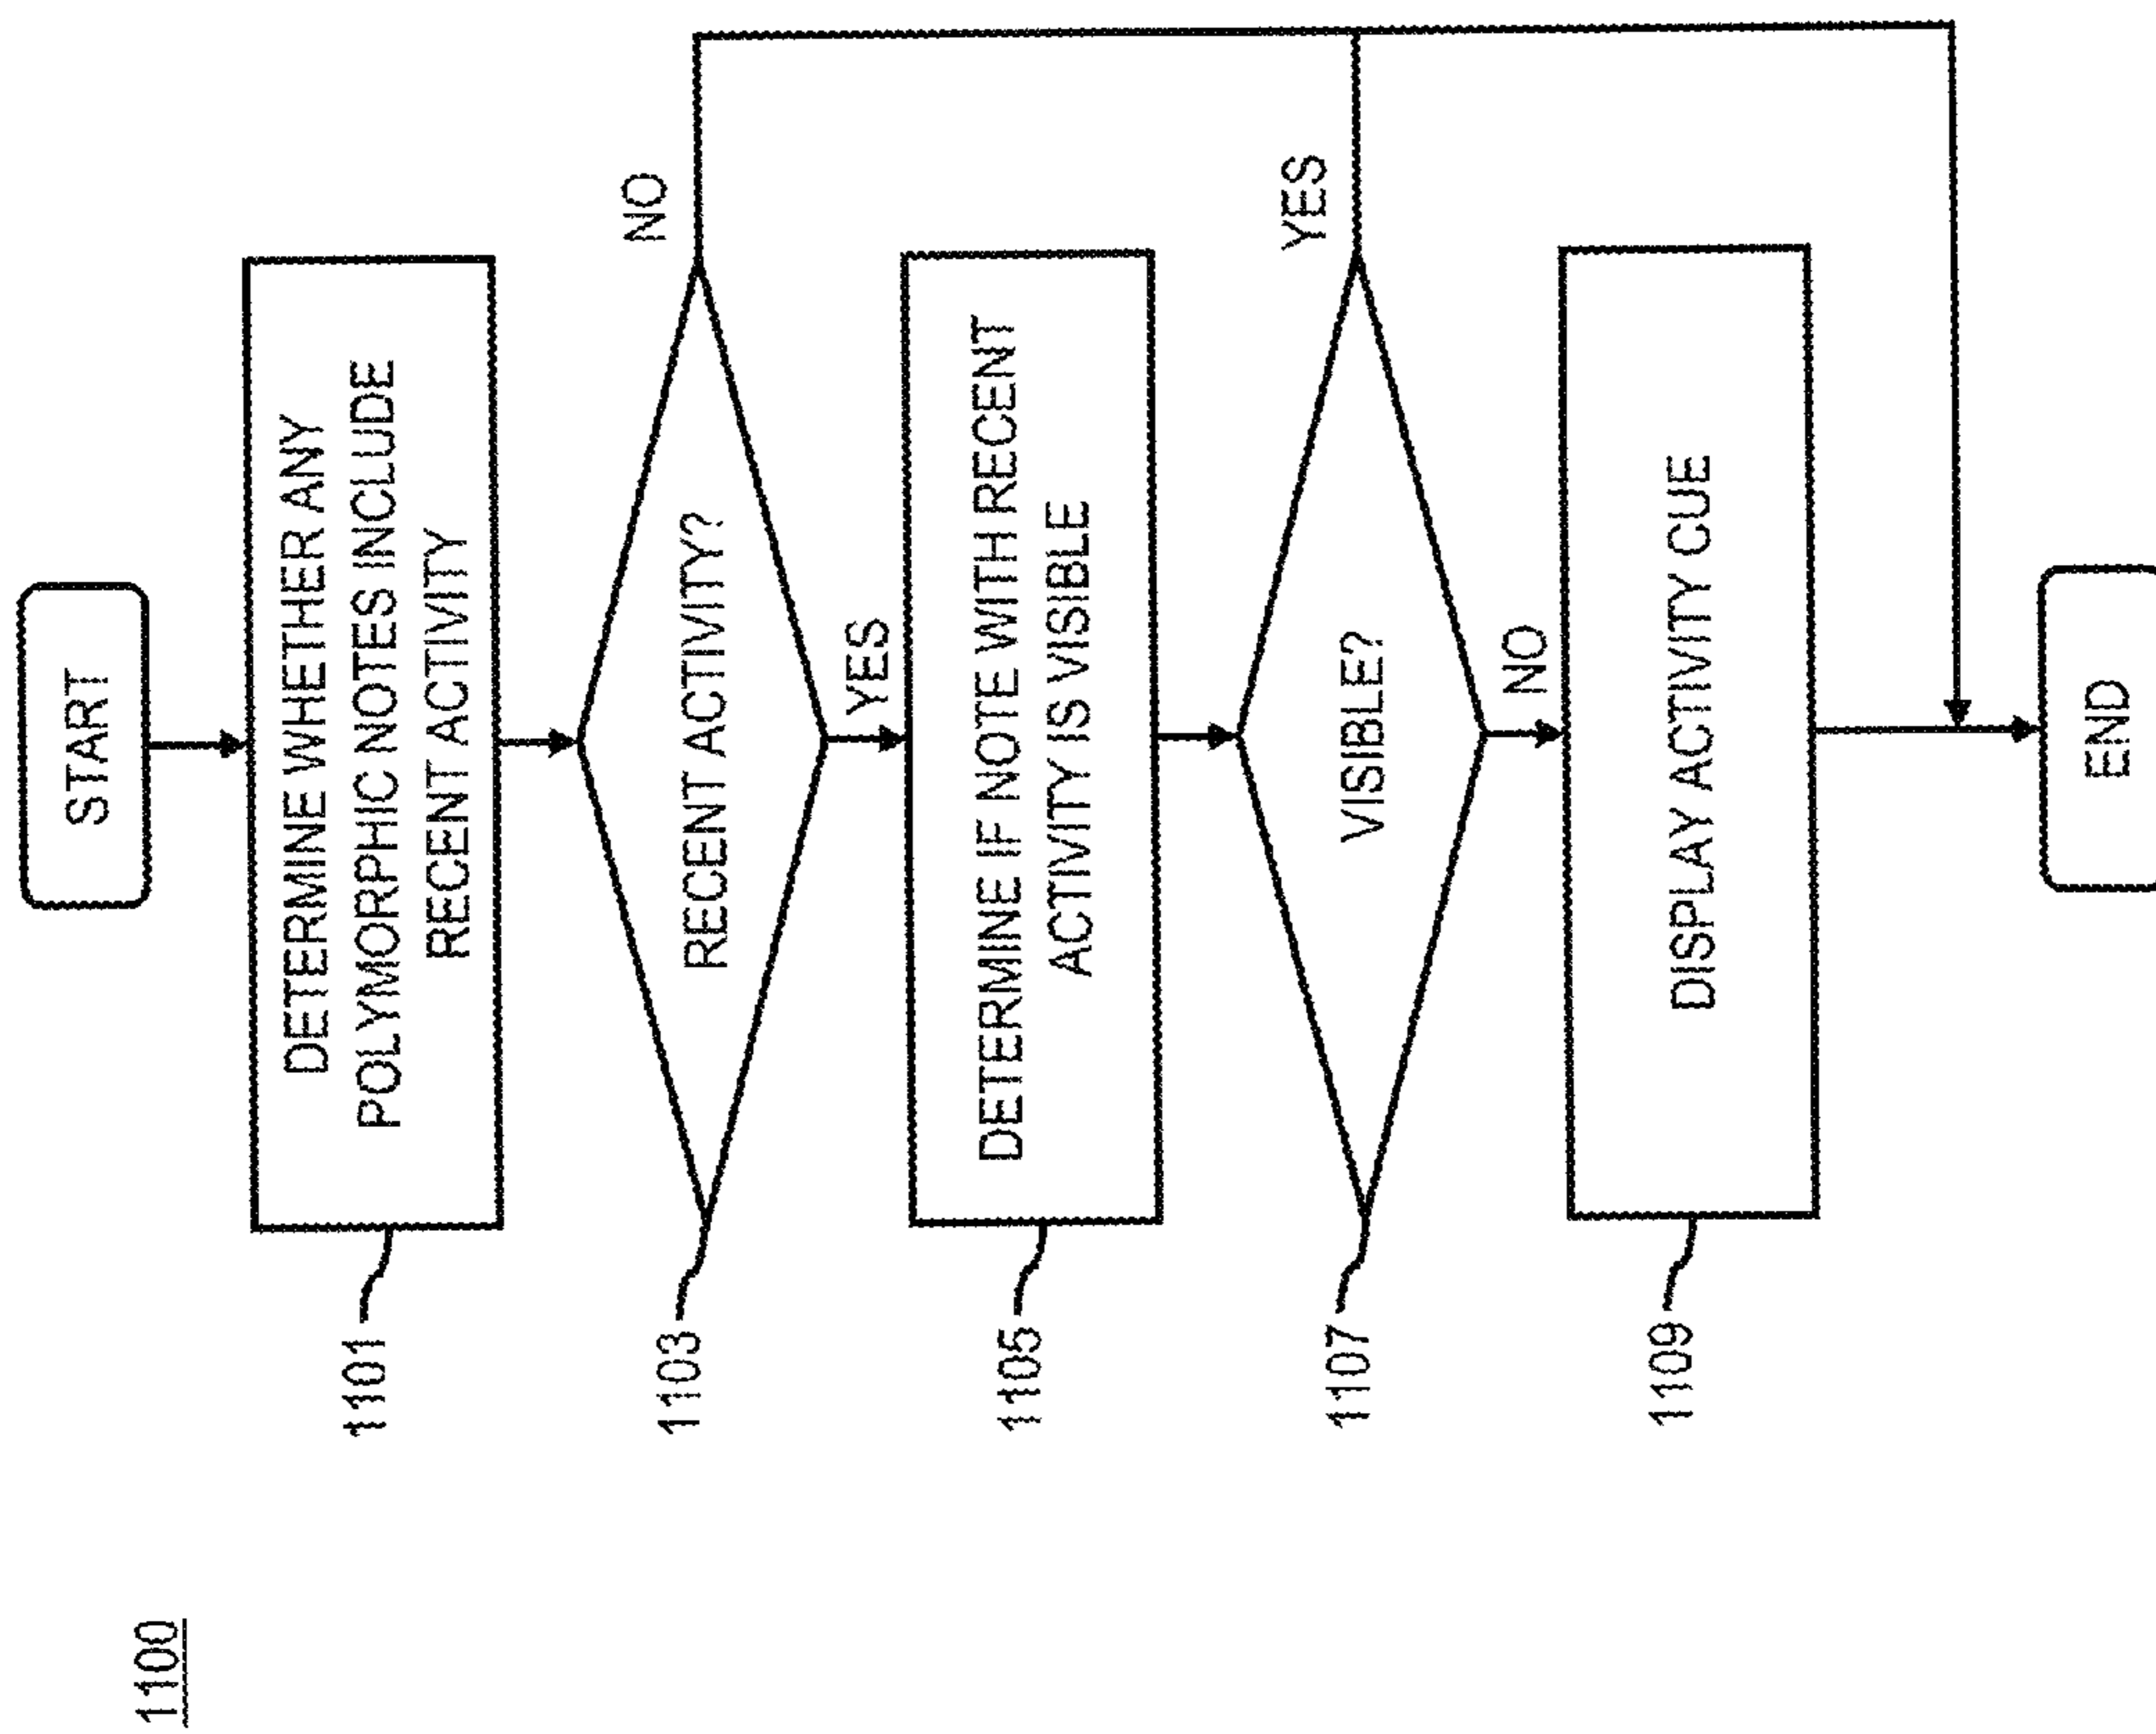 1100
START
1101
DETERMINE WHETHER ANY
POLYMORPHIC NOTES INCLUDE
RECENT ACTIVITY
1103
RECENT ACTIVITY?
NO
YES
1105
DETERMINE IF NOTE WITH RECENT
ACTIVITY IS VISIBLE
1107
VISIBLE?
YES
NO
1109
DISPLAY ACTIVITY CUE
END